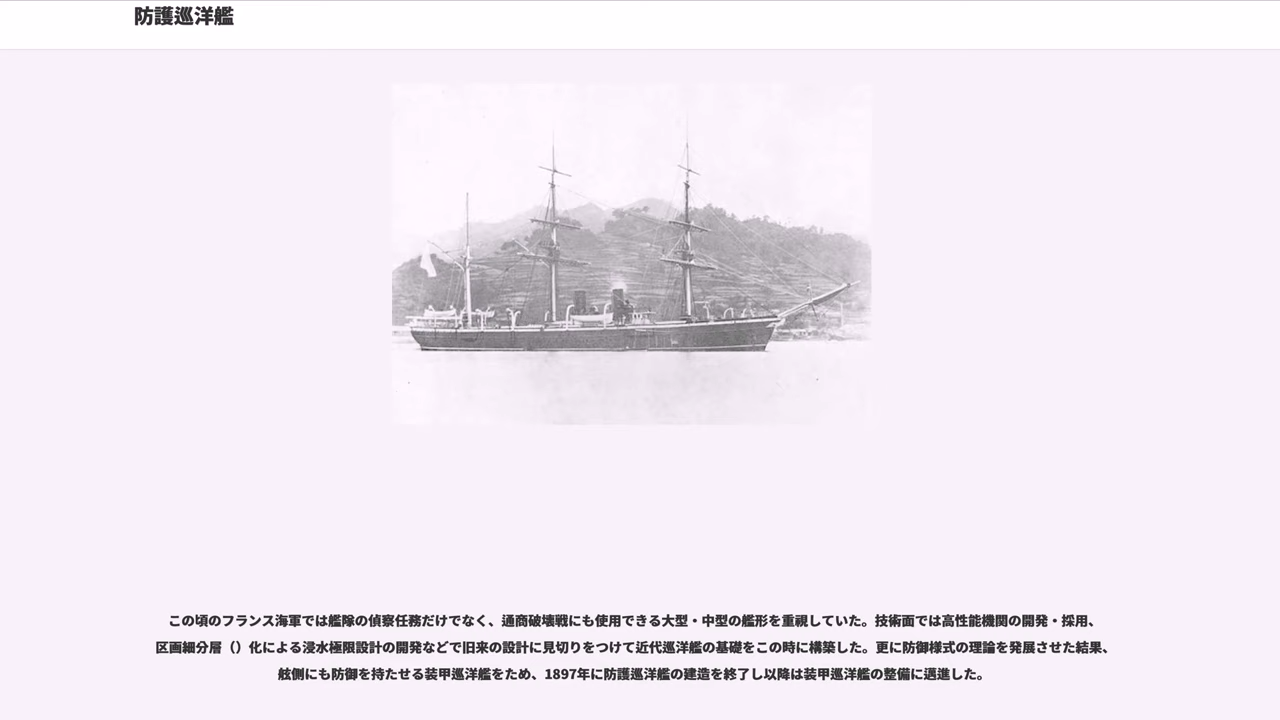 防護巡洋艦
この頃のフランス海軍では艦隊の偵察任務だけでなく、通商破壊戦にも使用できる大型・中型の艦形を重視していた。技術面では高性能機関の開発・採用、
区画細分層（）化による浸水極限設計の開発などで旧来の設計に見切りをつけて近代巡洋艦の基礎をこの時に構築した。更に防御様式の理論を発展させた結果、
舷側にも防御を持たせる装甲巡洋艦をため、1897年に防護巡洋艦の建造を終了し以降は装甲巡洋艦の整備に邁進した。